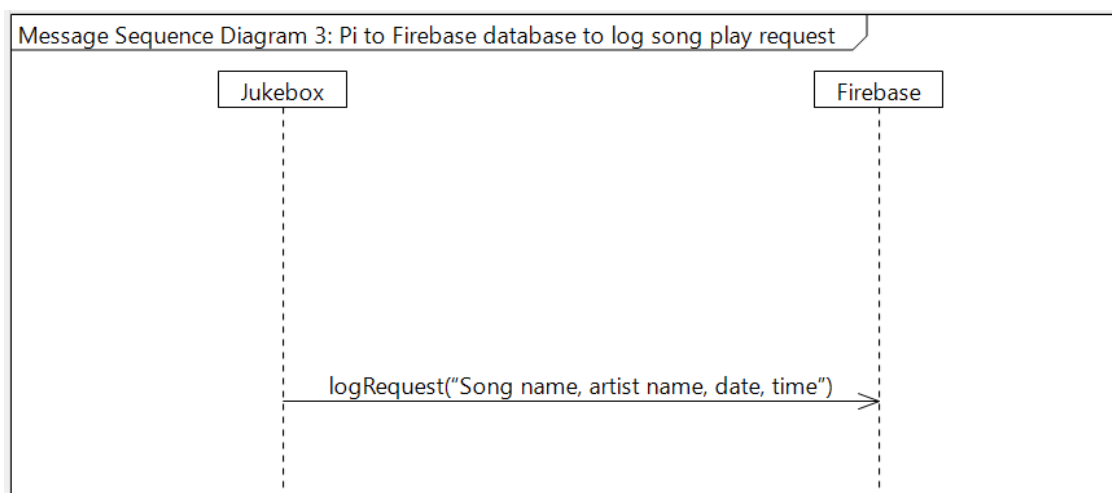 Message Sequence Diagram 3: Pi to Firebase database to log song play request
Jukebox
Firebase
logRequest(“Song name, artist name, date, time”)